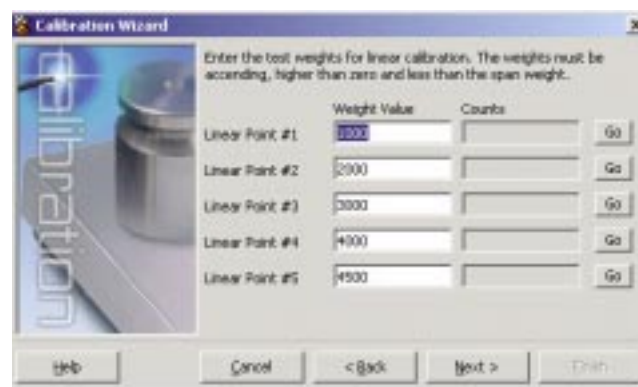 Calibration Wizard
Enter the test weights for linear calibration. The weights must be
accending, higher than zero and less than the span weight.
Weight Value Counts
Linear Point #1 1000 Go
Linear Point #2 2000 Go
Linear Point #3 3000 Go
Linear Point #4 4000 Go
Linear Point #5 4500 Go
calibration
Help Cancel < Back Next > Finish